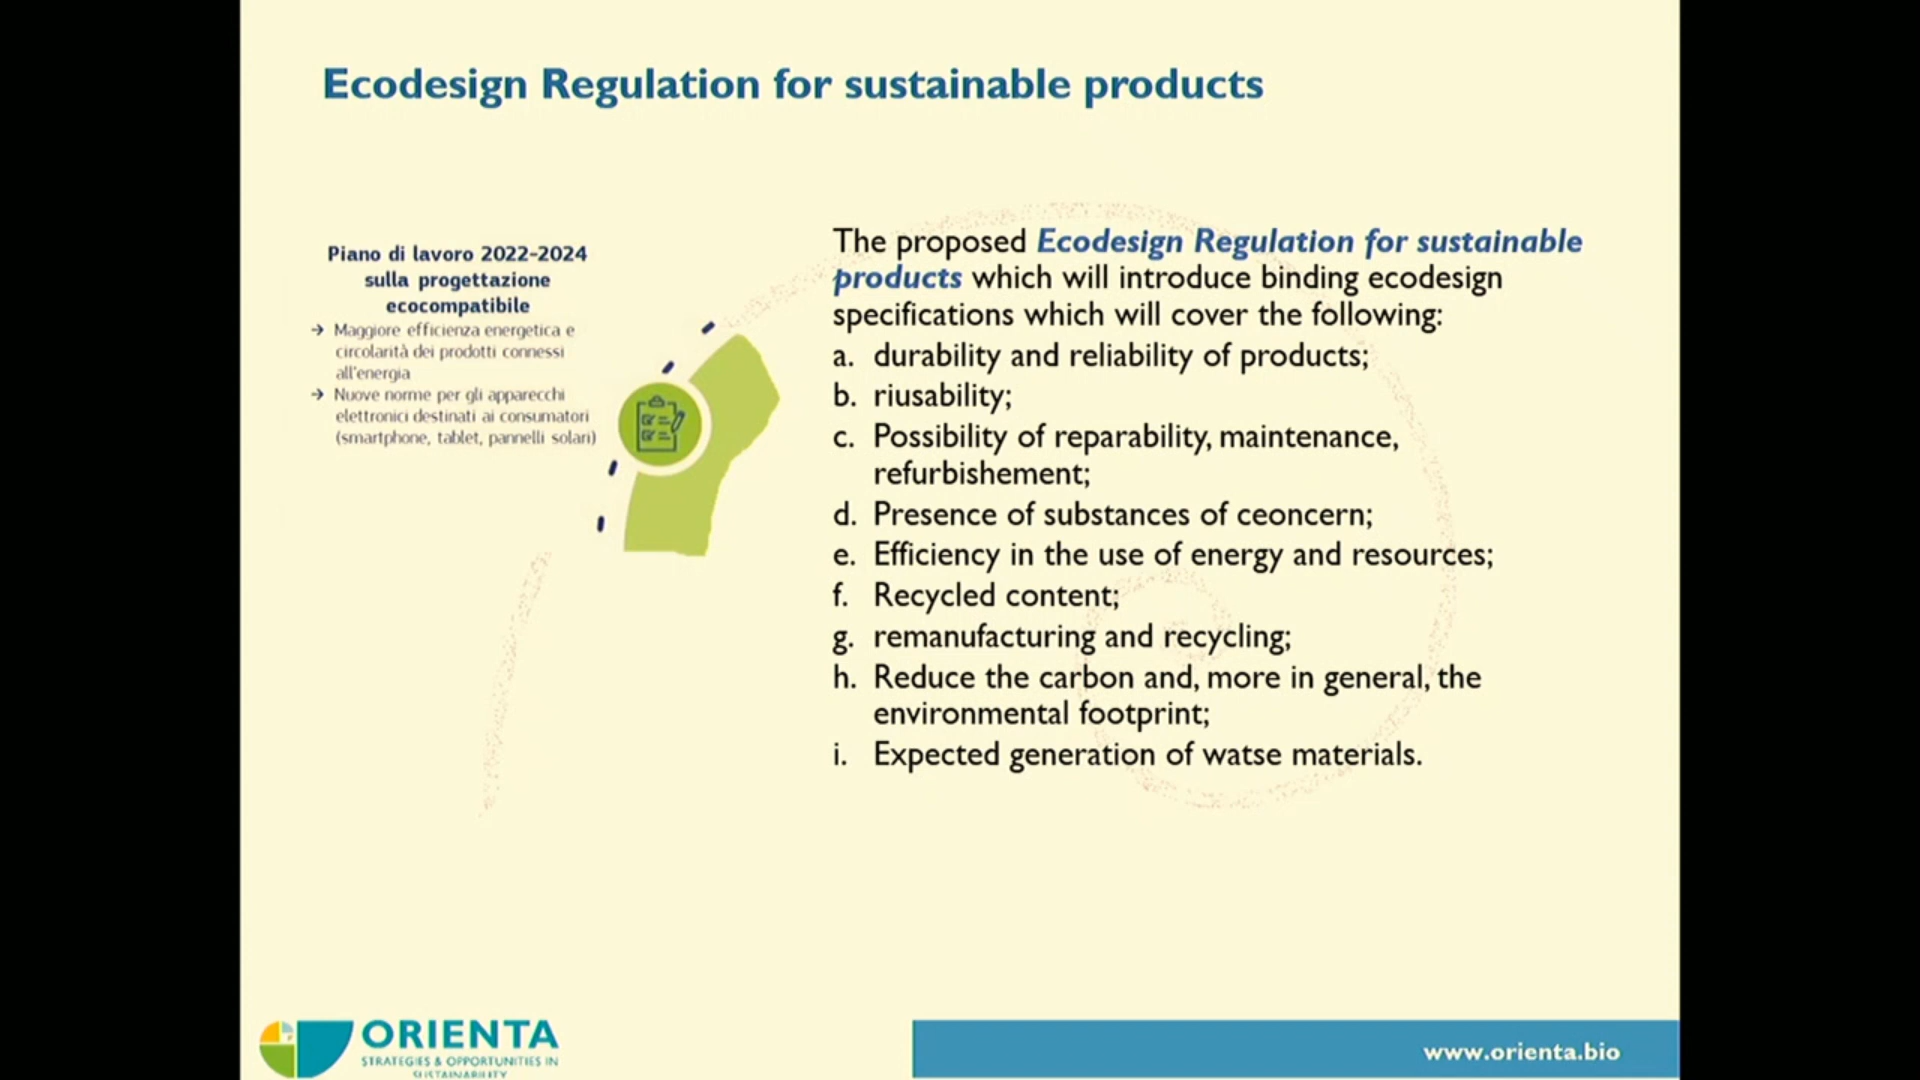 Ecodesign Regulation for sustainable products
Piano di lavoro 2022-2024
sulla progettazione
ecocompatibile
→ Maggiore efficienza energetica e
circolarità dei prodotti connessi
all'energia
→ Nuove norme per gli apparecchi
elettronici destinati ai consumatori
(smartphone, tablet, pannelli solari)
The proposed Ecodesign Regulation for sustainable
products which will introduce binding ecodesign
specifications which will cover the following:
a. durability and reliability of products;
b. riusability;
c. Possibility of reparability, maintenance,
refurbishement;
d. Presence of substances of ceoncern;
e. Efficiency in the use of energy and resources;
f. Recycled content;
g. remanufacturing and recycling;
h. Reduce the carbon and, more in general, the
environmental footprint;
i. Expected generation of watse materials.
ORIENTA
STRATEGIES & OPPORTUNITIES IN
SUSTAINABILITY
www.orienta.bio